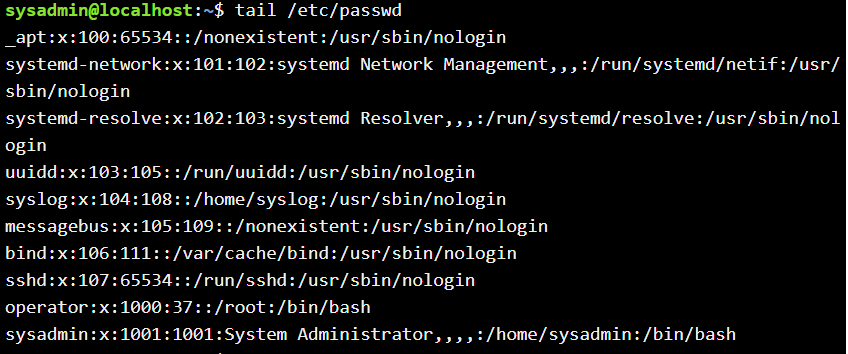 sysadmin@localhost:~$ tail /etc/passwd
_apt:x:100:65534::/nonexistent:/usr/sbin/nologin
systemd-network:x:101:102:systemd Network Management,,,:/run/systemd/netif:/usr/
sbin/nologin
systemd-resolve:x:102:103:systemd Resolver,,,:/run/systemd/resolve:/usr/sbin/nol
ogin
uuidd:x:103:105::/run/uuidd:/usr/sbin/nologin
syslog:x:104:108::/home/syslog:/usr/sbin/nologin
messagebus:x:105:109::/nonexistent:/usr/sbin/nologin
bind:x:106:111::/var/cache/bind:/usr/sbin/nologin
sshd:x:107:65534::/run/sshd:/usr/sbin/nologin
operator:x:1000:37::/root:/bin/bash
sysadmin:x:1001:1001:System Administrator,,,,:/home/sysadmin:/bin/bash